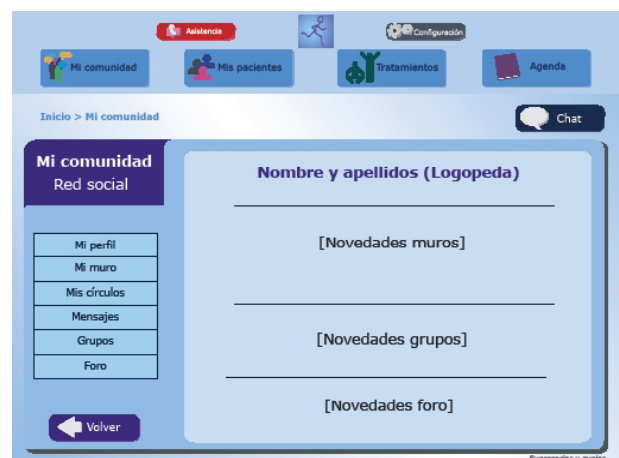 Asistencia
Configuración
Mi comunidad
Mis pacientes
Tratamientos
Agenda
Inicio > Mi comunidad
Chat
Mi comunidad
Red social
Nombre y apellidos (Logopeda)
Mi perfil
Mi muro
Mis círculos
Mensajes
Grupos
Foro
[Novedades muros]
[Novedades grupos]
[Novedades foro]
Volver